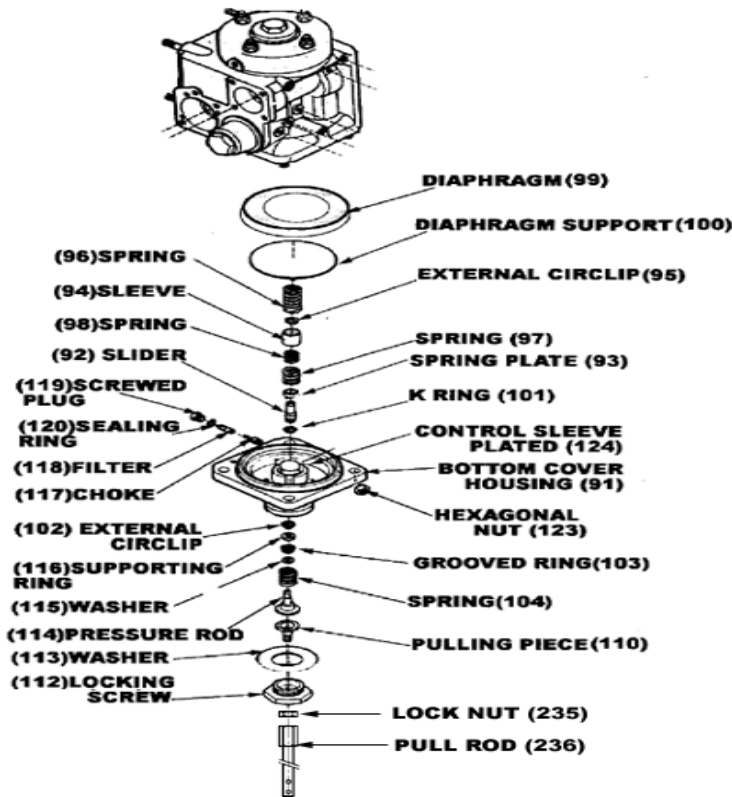 DIAPHRAGM (99)
DIAPHRAGM SUPPORT (100)
(96)SPRING
EXTERNAL CIRCLIP (95)
(94)SLEEVE
(98)SPRING
SPRING (97)
(92) SLIDER
SPRING PLATE (93)
(119)SCREWED
PLUG
K RING (101)
(120)SEALING
RING
CONTROL SLEEVE
PLATED (124)
(118)FILTER
BOTTOM COVER
HOUSING (91)
(117)CHOKE
HEXAGONAL
NUT (123)
(102) EXTERNAL
CIRCLIP
GROOVED RING(103)
(116)SUPPORTING
RING
(115)WASHER
SPRING(104)
(114)PRESSURE ROD
PULLING PIECE (110)
(113)WASHER
(112)LOCKING
SCREW
LOCK NUT (235)
PULL ROD (236)